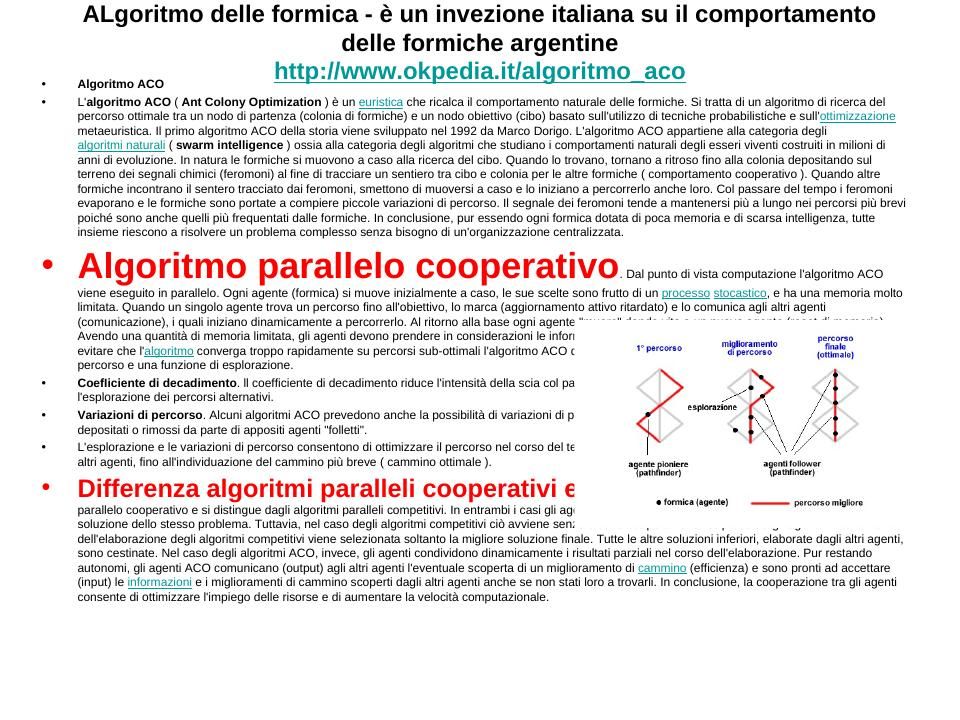 ALgoritmo delle formica - è un invezione italiana su il comportamento
delle formiche argentine
http://www.okpedia.it/algoritmo_aco
• Algoritmo ACO
• L'algoritmo ACO ( Ant Colony Optimization ) è un euristica che ricalca il comportamento naturale delle formiche. Si tratta di un algoritmo di ricerca del
percorso ottimale tra un nodo di partenza (colonia di formiche) e un nodo obiettivo (cibo) basato sull'utilizzo di tecniche probabilistiche e sull'ottimizzazione
metaeuristica. Il primo algoritmo ACO della storia viene sviluppato nel 1992 da Marco Dorigo. L'algoritmo ACO appartiene alla categoria degli
algoritmi naturali ( swarm intelligence ) ossia alla categoria degli algoritmi che studiano i comportamenti naturali degli esseri viventi costruiti in milioni di
anni di evoluzione. In natura le formiche si muovono a caso alla ricerca del cibo. Quando lo trovano, tornano a ritroso fino alla colonia depositando sul
terreno dei segnali chimici (feromoni) al fine di tracciare un sentiero tra cibo e colonia per le altre formiche ( comportamento cooperativo ). Quando altre
formiche incontrano il sentero tracciato dai feromoni, smettono di muoversi a caso e lo iniziano a percorrerlo anche loro. Col passare del tempo i feromoni
evaporano e le formiche sono portate a compiere piccole variazioni di percorso. Il segnale dei feromoni tende a mantenersi più a lungo nei percorsi più brevi
poiché sono anche quelli più frequentati dalle formiche. In conclusione, pur essendo ogni formica dotata di poca memoria e di scarsa intelligenza, tutte
insieme riescono a risolvere un problema complesso senza bisogno di un'organizzazione centralizzata.
• Algoritmo parallelo cooperativo. Dal punto di vista computazione l'algoritmo ACO
viene eseguito in parallelo. Ogni agente (formica) si muove inizialmente a caso, le sue scelte sono frutto di un processo stocastico, e ha una memoria molto
limitata. Quando un singolo agente trova un percorso fino all'obiettivo, lo marca (aggiornamento attivo ritardato) e lo comunica agli altri agenti
(comunicazione), i quali iniziano dinamicamente a percorrerlo. Al ritorno alla base ogni agente
Avendo una quantità di memoria limitata, gli agenti devono prendere in considerazioni le infor
evitare che l'algoritmo converga troppo rapidamente su percorsi sub-ottimali l'algoritmo ACO
percorso e una funzione di esplorazione.
• Coefficiente di decadimento. Il coefficiente di decadimento riduce l'intensità della scia col pa
l'esplorazione dei percorsi alternativi.
• Variazioni di percorso. Alcuni algoritmi ACO prevedono anche la possibilità di variazioni di p
depositati o rimossi da parte di appositi agenti "folletti".
• L'esplorazione e le variazioni di percorso consentono di ottimizzare il percorso nel corso del te
altri agenti, fino all'individuazione del cammino più breve ( cammino ottimale ).
• Differenza algoritmi paralleli cooperativi e
parallelo cooperativo e si distingue dagli algoritmi paralleli competitivi. In entrambi i casi gli age
soluzione dello stesso problema. Tuttavia, nel caso degli algoritmi competitivi ciò avviene sen
dell'elaborazione degli algoritmi competitivi viene selezionata soltanto la migliore soluzione finale. Tutte le altre soluzioni inferiori, elaborate dagli altri agenti,
sono cestinate. Nel caso degli algoritmi ACO, invece, gli agenti condividono dinamicamente i risultati parziali nel corso dell'elaborazione. Pur restando
autonomi, gli agenti ACO comunicano (output) agli altri agenti l'eventuale scoperta di un miglioramento di cammino (efficienza) e sono pronti ad accettare
(input) le informazioni e i miglioramenti di cammino scoperti dagli altri agenti anche se non stati loro a trovarli. In conclusione, la cooperazione tra gli agenti
consente di ottimizzare l'impiego delle risorse e di aumentare la velocità computazionale.
1° percorso
miglioramento
di percorso
percorso
finale
(ottimale)
esplorazione
agente pioniere
(pathfinder)
agenti follower
(pathfinder)
formica (agente)
percorso migliore